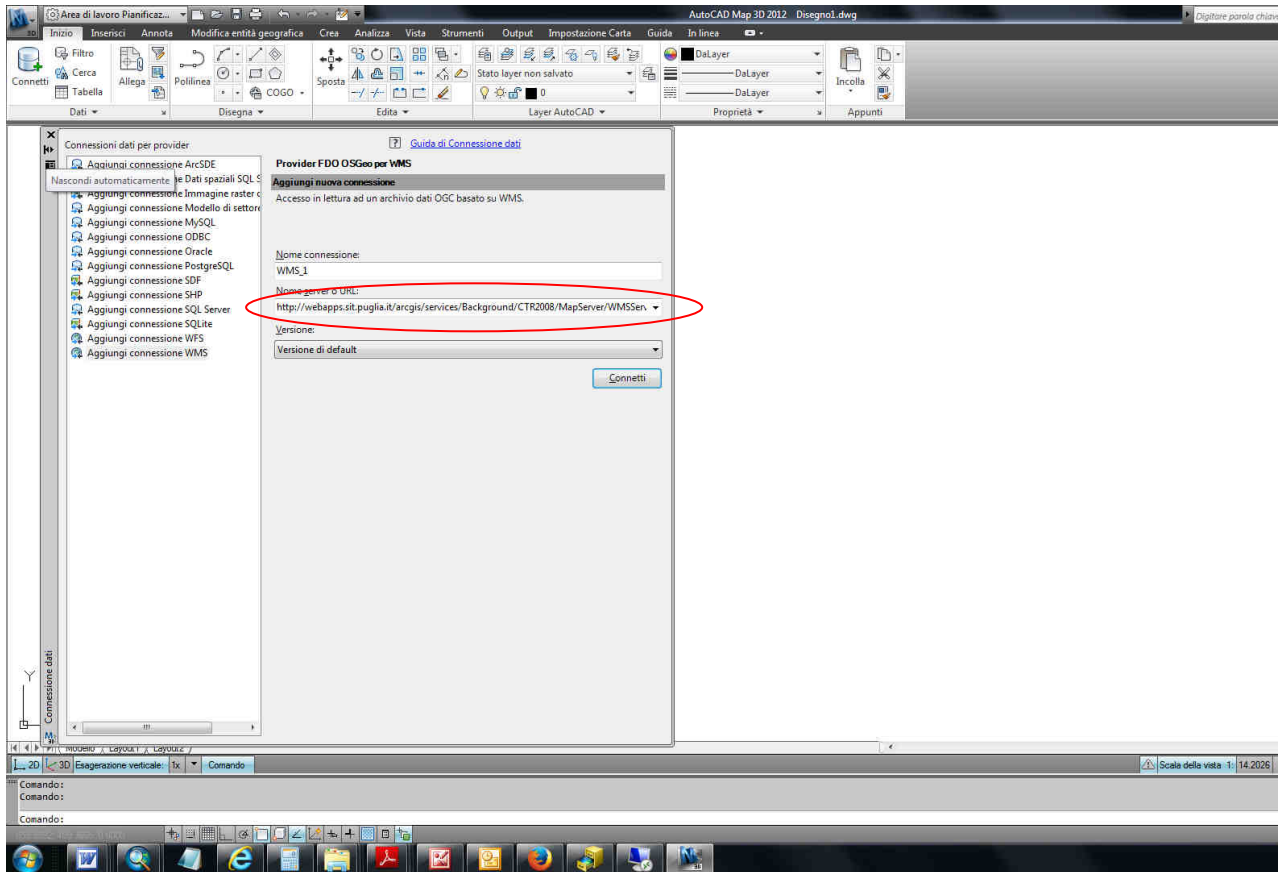 Area di lavoro Pianificaz...
AutoCAD Map 3D 2012 Disegno1.dwg
Digitare parola chiave
3D
Inizio Inserisci Annota Modifica entità geografica Crea Analizza Vista Strumenti Output Impostazione Carta Guida In linea
Connetti
Filtro
Cerca
Tabella
Allega
Polilinea
COGO
Sposta
Stato layer non salvato
0
DaLayer
DaLayer
DaLayer
Incolla
Dati
Disegna
Edita
Layer AutoCAD
Proprietà
Appunti
Connessioni dati per provider
Guida di Connessione dati
Aggiungi connessione ArcSDE
Nascondi automaticamente
e Dati spaziali SQL S
Aggiungi connessione Immagine raster o
Aggiungi connessione Modello di settore
Aggiungi connessione MySQL
Aggiungi connessione ODBC
Aggiungi connessione Oracle
Aggiungi connessione PostgreSQL
Aggiungi connessione SDF
Aggiungi connessione SHP
Aggiungi connessione SQL Server
Aggiungi connessione SQLite
Aggiungi connessione WFS
Aggiungi connessione WMS
Provider FDO OSGeo per WMS
Aggiungi nuova connessione
Accesso in lettura ad un archivio dati OGC basato su WMS.
Nome connessione:
WMS_1
Nome server o URL:
http://webapps.sit.puglia.it/arcgis/services/Background/CTR2008/MapServer/WMSSer
Versione:
Versione di default
Connetti
Connessione dati
Y
Modello Layout1 Layout2
2D 3D Esagerazione verticale: 1x Comando
Scala della vista 1: 14.2026
Comando:
Comando:
Comando: